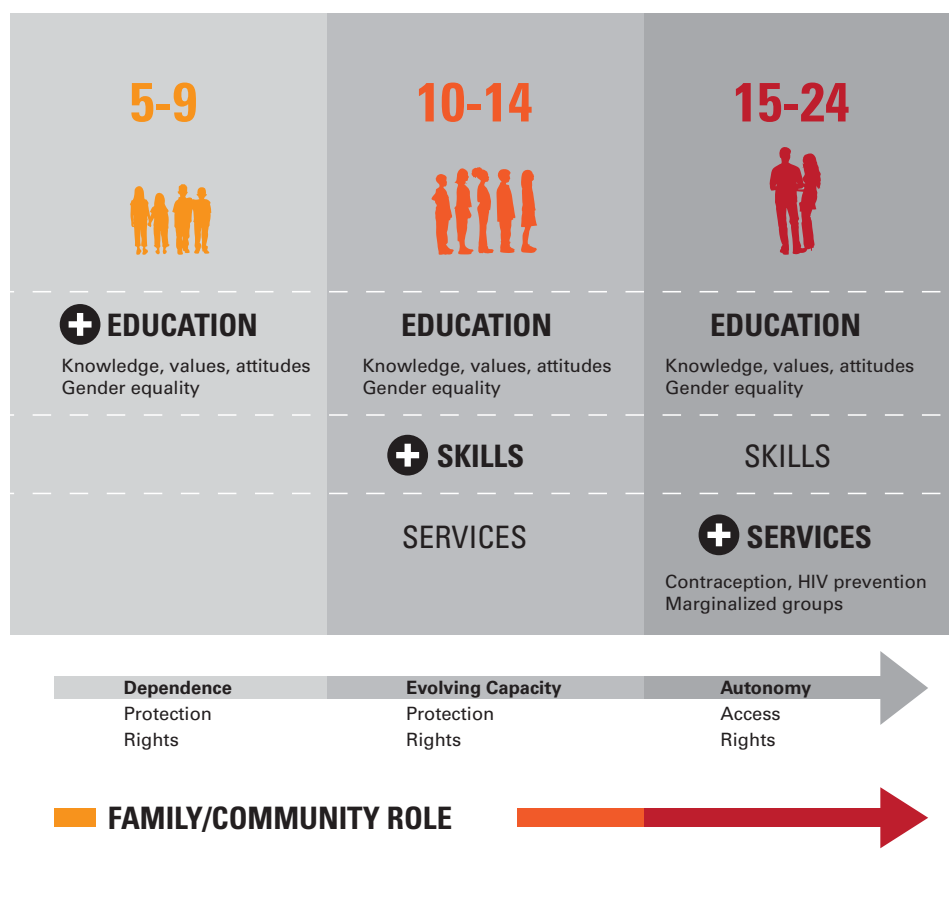 5-9
10-14
15-24
EDUCATION
Knowledge, values, attitudes
Gender equality
EDUCATION
Knowledge, values, attitudes
Gender equality
EDUCATION
Knowledge, values, attitudes
Gender equality
SKILLS
SKILLS
SERVICES
SERVICES
Contraception, HIV prevention
Marginalized groups
Dependence
Protection
Rights
Evolving Capacity
Protection
Rights
Autonomy
Access
Rights
FAMILY/COMMUNITY ROLE